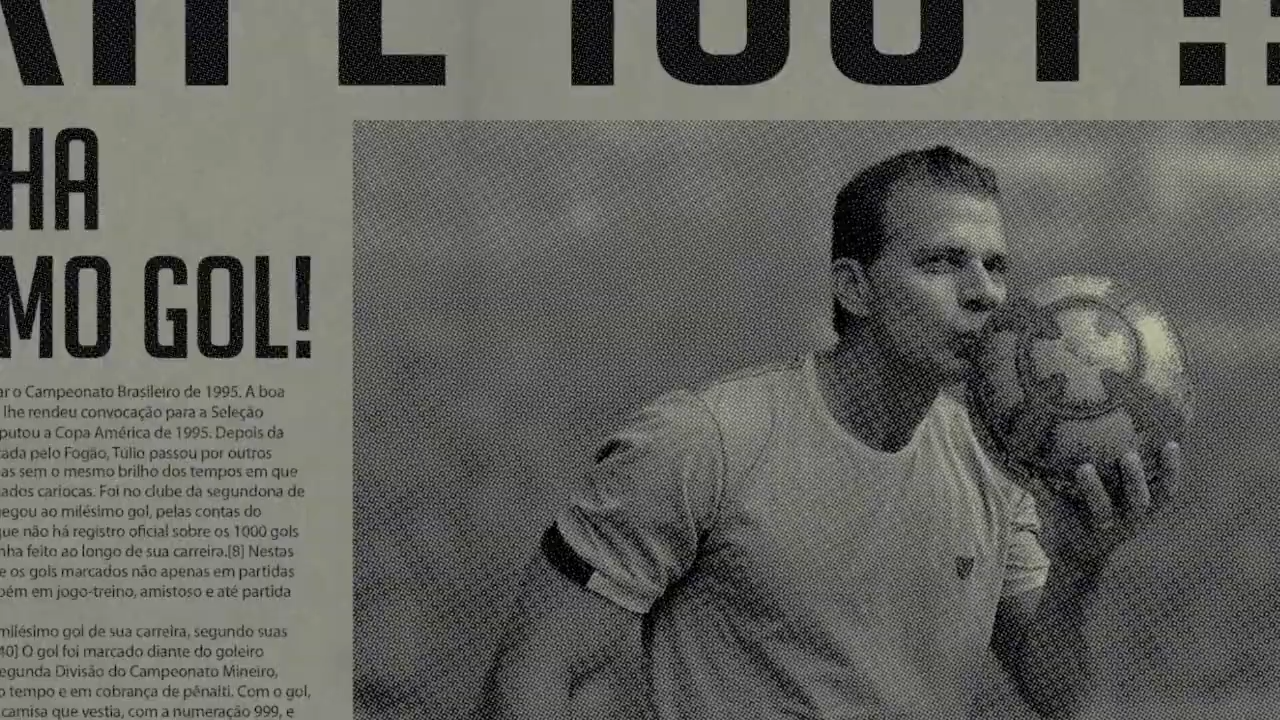 HA
MO GOL!
ar o Campeonato Brasileiro de 1995. A boa
lhe rendeu convocação para a Seleção
putou a Copa América de 1995. Depois da
cada pelo Fogão, Túlio passou por outros
as sem o mesmo brilho dos tempos em que
ados cariocas. Foi no clube da segundona de
egou ao milésimo gol, pelas contas do
que não há registro oficial sobre os 1000 gols
nha feito ao longo de sua carreira.[8] Nestas
e os gols marcados não apenas em partidas
bém em jogo-treino, amistoso e até partida
milésimo gol de sua carreira, segundo suas
10] O gol foi marcado diante do goleiro
egunda Divisão do Campeonato Mineiro,
o tempo e em cobrança de pênalti. Com o gol,
camisa que vestia, com a numeração 999, e